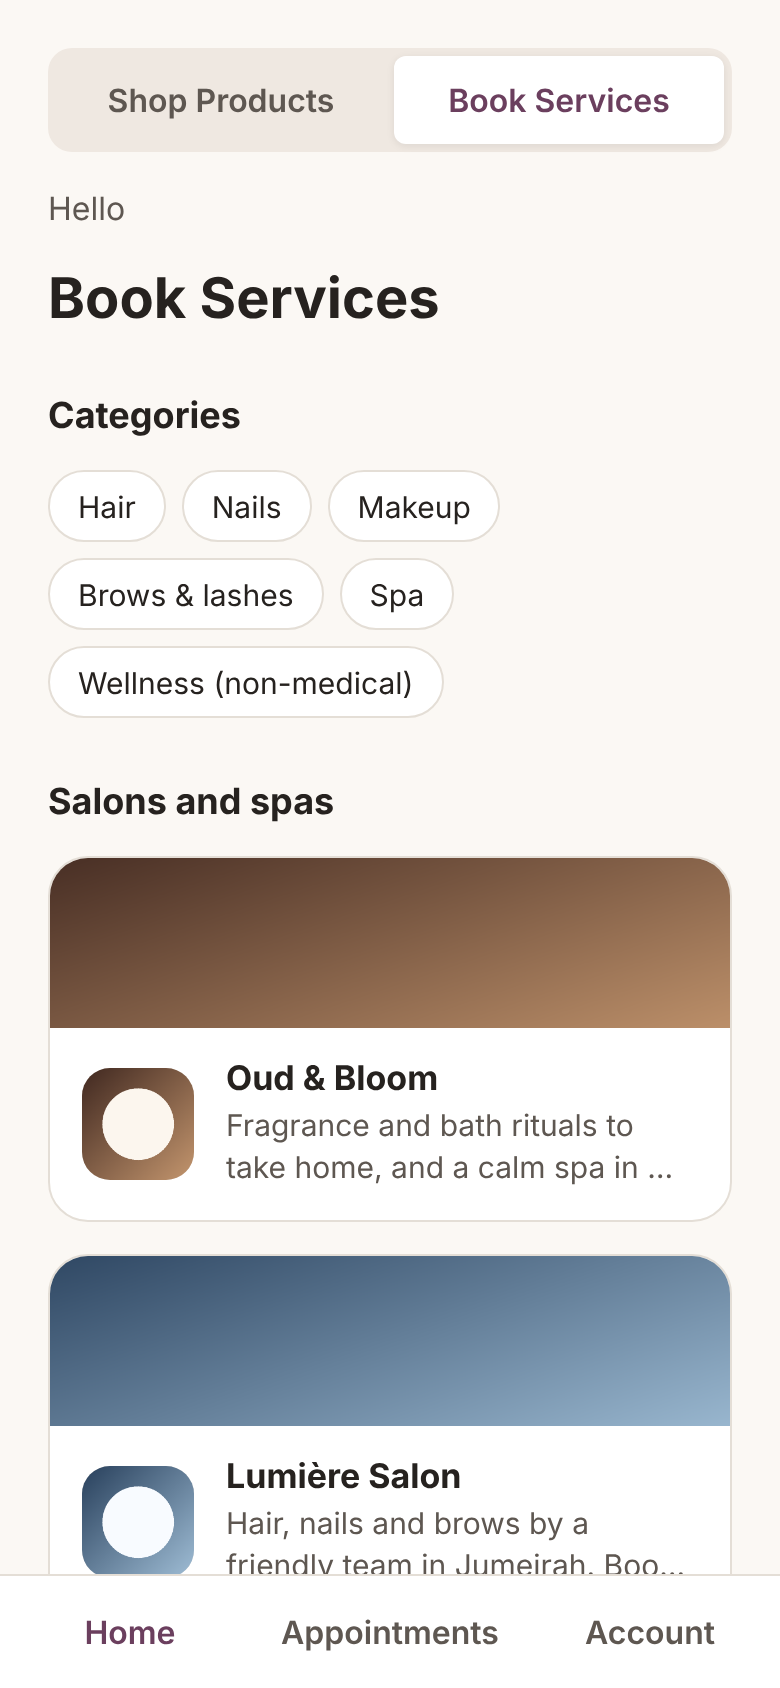 Shop Products
Book Services
Hello
Book Services
Categories
Hair
Nails
Makeup
Brows & lashes
Spa
Wellness (non-medical)
Salons and spas
Oud & Bloom
Fragrance and bath rituals to
take home, and a calm spa in ...
Lumière Salon
Hair, nails and brows by a
friendly team in Jumeirah. Boo...
Home
Appointments
Account